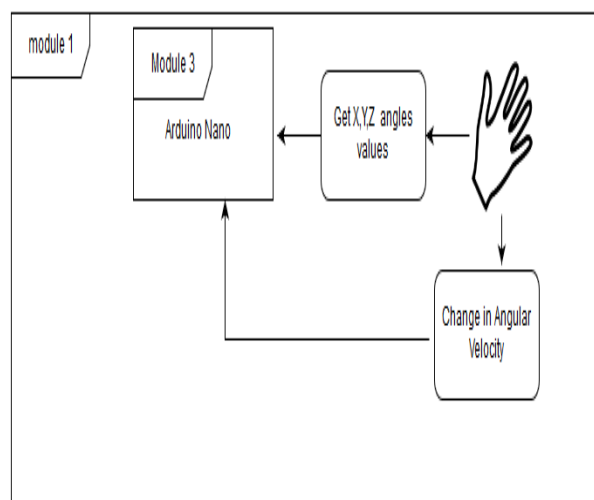 module 1
Module 3
Arduino Nano
Get X,Y,Z angles
values
Change in Angular
Velocity